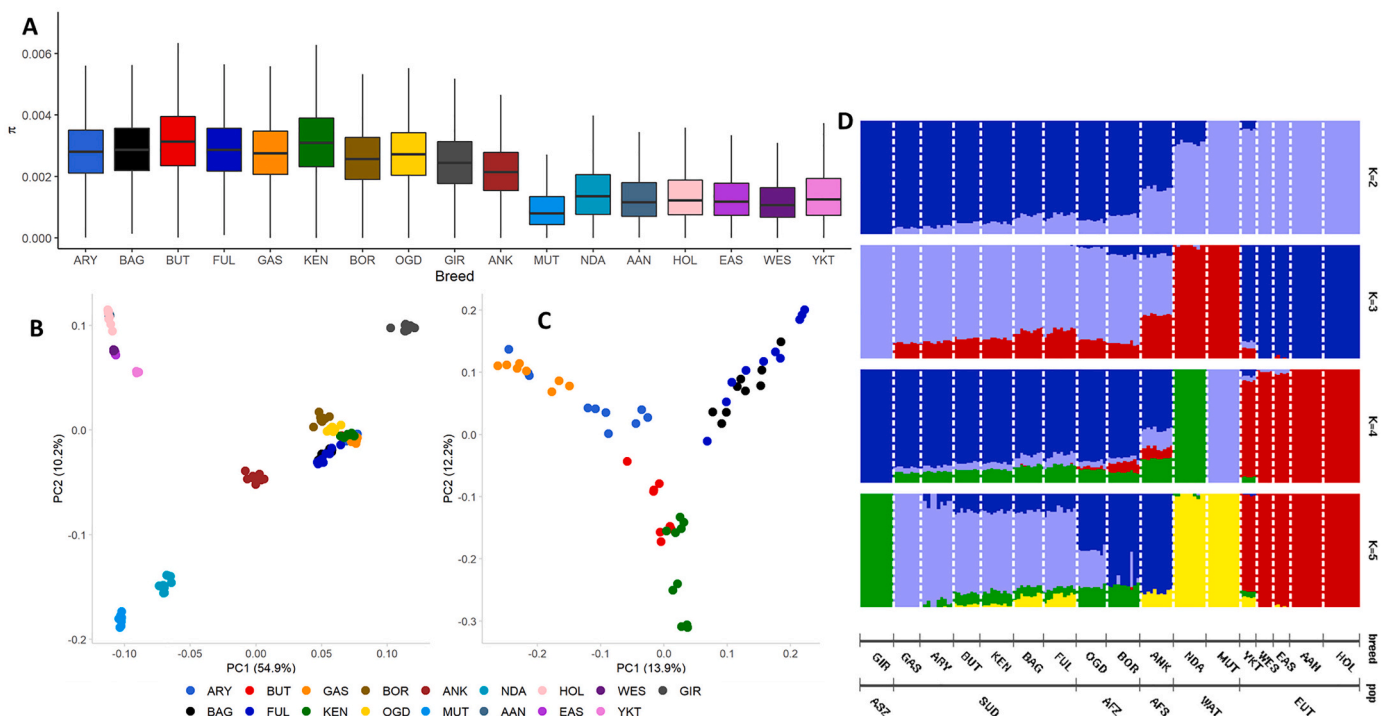 A
π
0.006
0.004
0.002
0.000
ARY BAG BUT FUL GAS KEN BOR OGD GIR ANK MUT NDA AAN HOL EAS WES YKT
Breed
B
PC2 (10.2%)
0.1
0.0
-0.1
-0.2
-0.10 -0.05 0.00 0.05 0.10
PC1 (54.9%)
C
PC2 (12.2%)
0.2
0.1
0.0
-0.1
-0.2
-0.3
-0.2 -0.1 0.0 0.1 0.2
PC1 (13.9%)
ARY BUT GAS BOR ANK NDA HOL WES GIR
BAG FUL KEN OGD MUT AAN EAS YKT
D
K=2
K=3
K=4
K=5
breed
GIR GAS ARY BUT KEN BAG FUL OGD BOR ANK NDA MUT YKT WES EAS AAN HOL
pop
ASZ SUD AFZ AFS WAT EUT